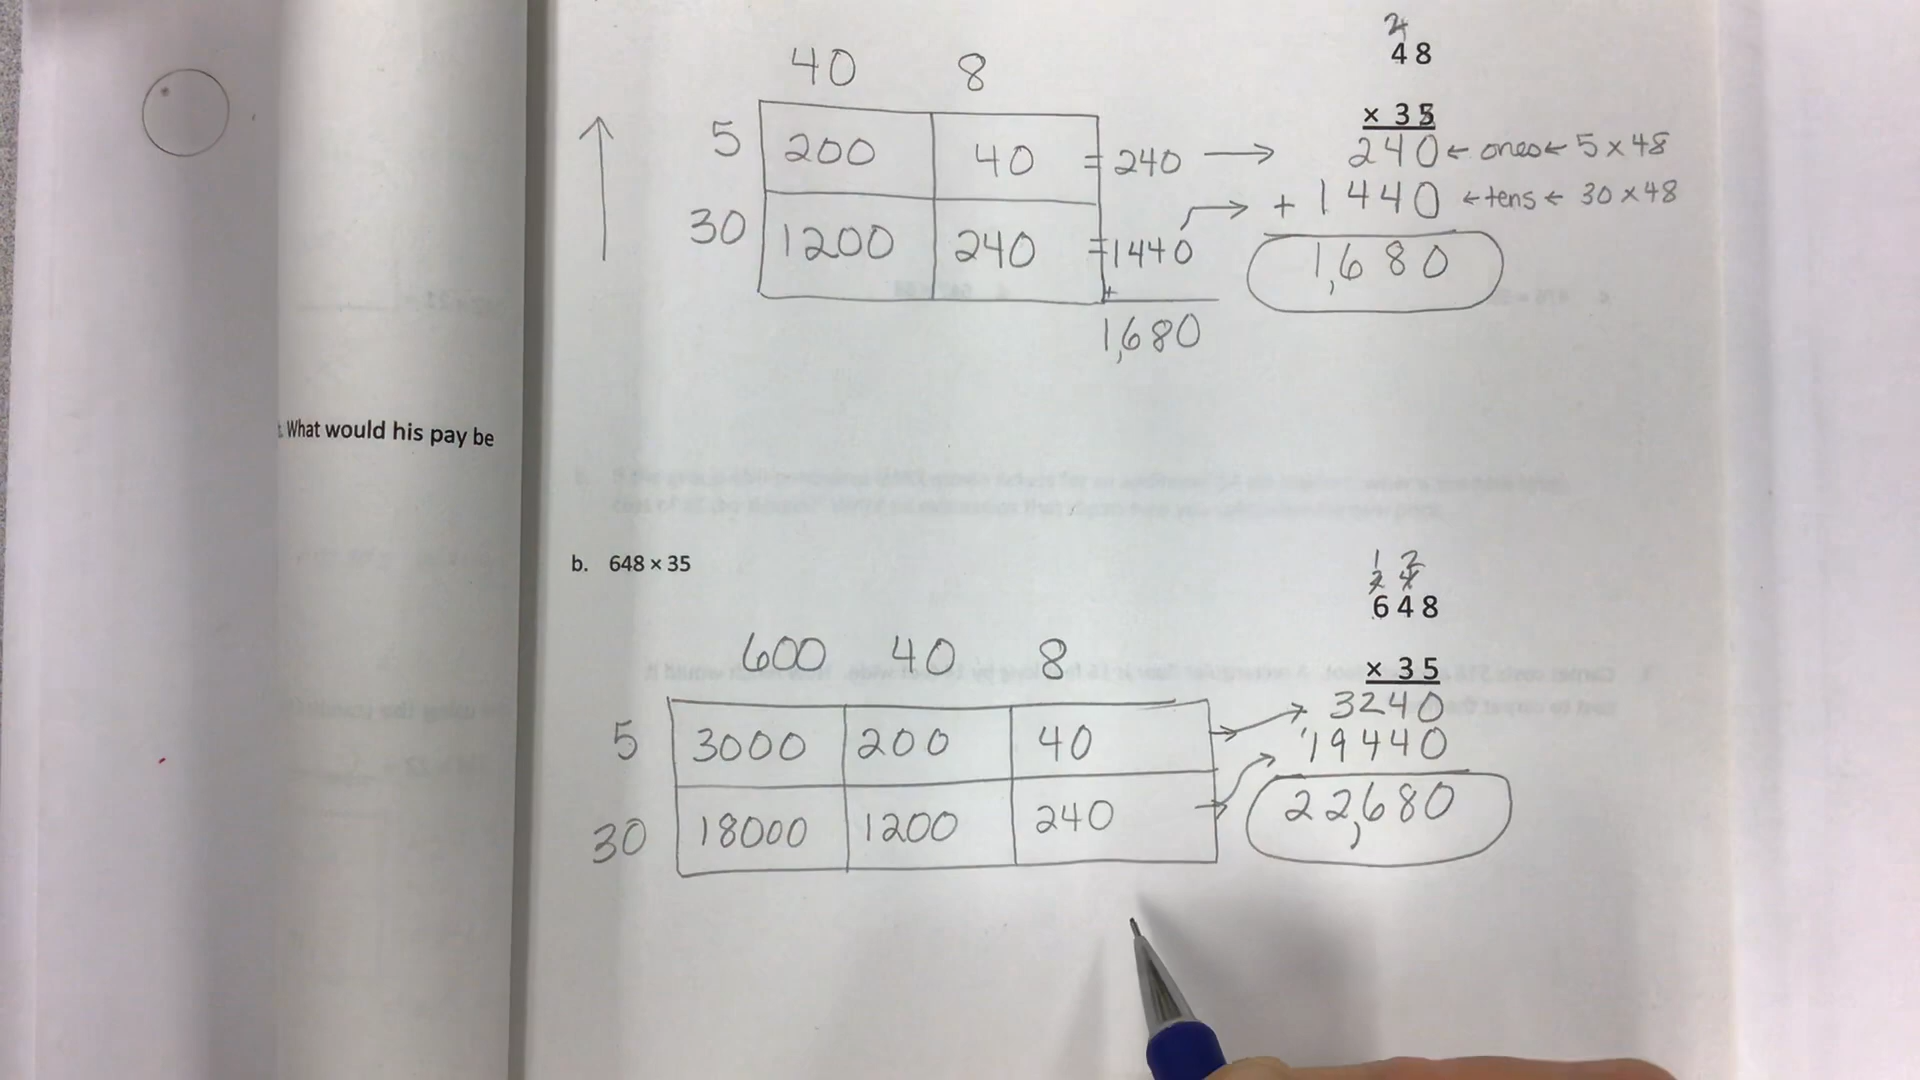 2 4
48
40 8
× 35
5 200 40 = 240 → 240 ← ones ← 5 × 48
30 1200 240 = 1440 → + 1440 ← tens ← 30 × 48
1,680
+
1,680
What would his pay be
b. 648 × 35
1 2
2 4
648
600 40 8
× 35
5 3000 200 40 → 3240
30 18000 1200 240 → 19440
22,680